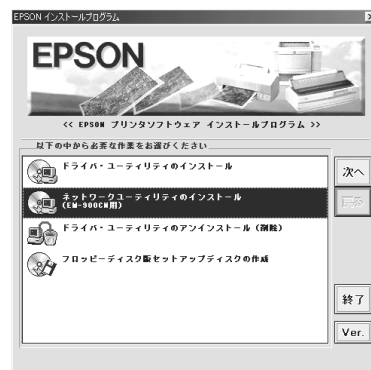 EPSON インストールプログラム
EPSON
<< EPSON プリンタソフトウェア インストールプログラム >>
以下の中から必要な作業をお選びください
ドライバ・ユーティリティのインストール
ネットワークユーティリティのインストール
(EM-900CN用)
ドライバ・ユーティリティのアンインストール（削除）
フロッピーディスク版セットアップディスクの作成
次へ
戻る
終了
Ver.